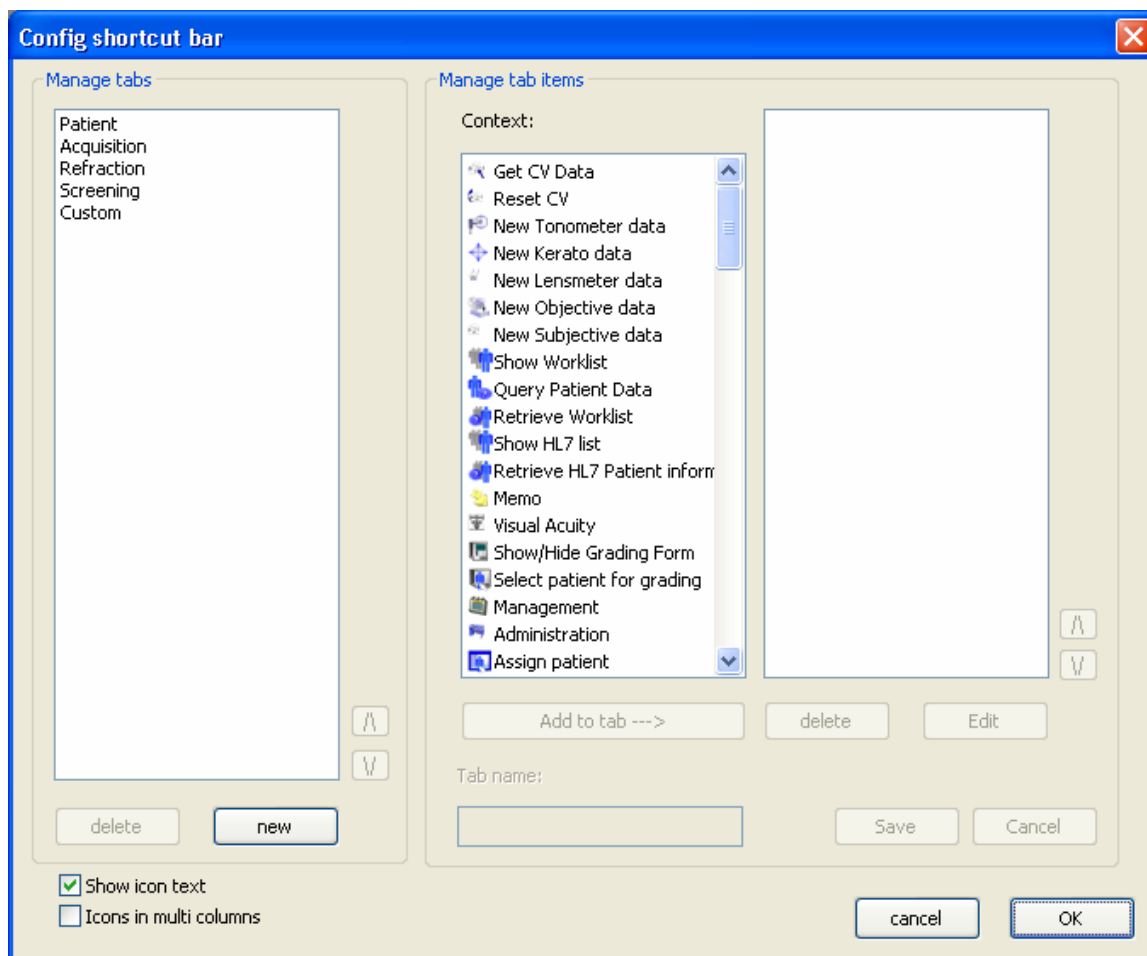 Config shortcut bar
Manage tabs
Patient
Acquisition
Refraction
Screening
Custom
/\
\/
delete
new
Manage tab items
Context:
Get CV Data
Reset CV
New Tonometer data
New Kerato data
New Lensmeter data
New Objective data
New Subjective data
Show Worklist
Query Patient Data
Retrieve Worklist
Show HL7 list
Retrieve HL7 Patient inform
Memo
Visual Acuity
Show/Hide Grading Form
Select patient for grading
Management
Administration
Assign patient
/\
\/
Add to tab --->
delete
Edit
Tab name:
Save
Cancel
Show icon text
Icons in multi columns
cancel
OK